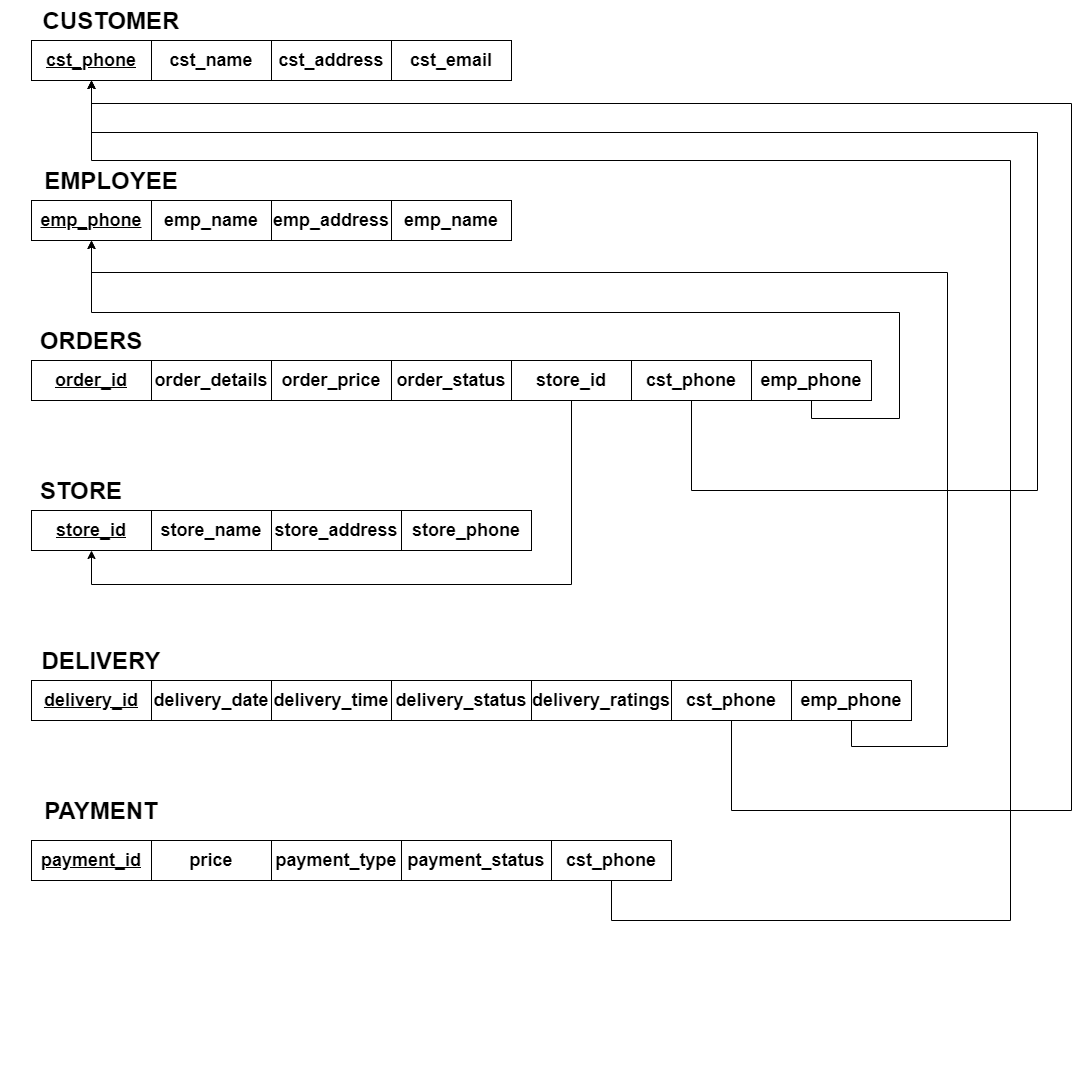 CUSTOMER
cst_phone cst_name cst_address cst_email
EMPLOYEE
emp_phone emp_name emp_address emp_name
ORDERS
order_id order_details order_price order_status store_id cst_phone emp_phone
STORE
store_id store_name store_address store_phone
DELIVERY
delivery_id delivery_date delivery_time delivery_status delivery_ratings cst_phone emp_phone
PAYMENT
payment_id price payment_type payment_status cst_phone